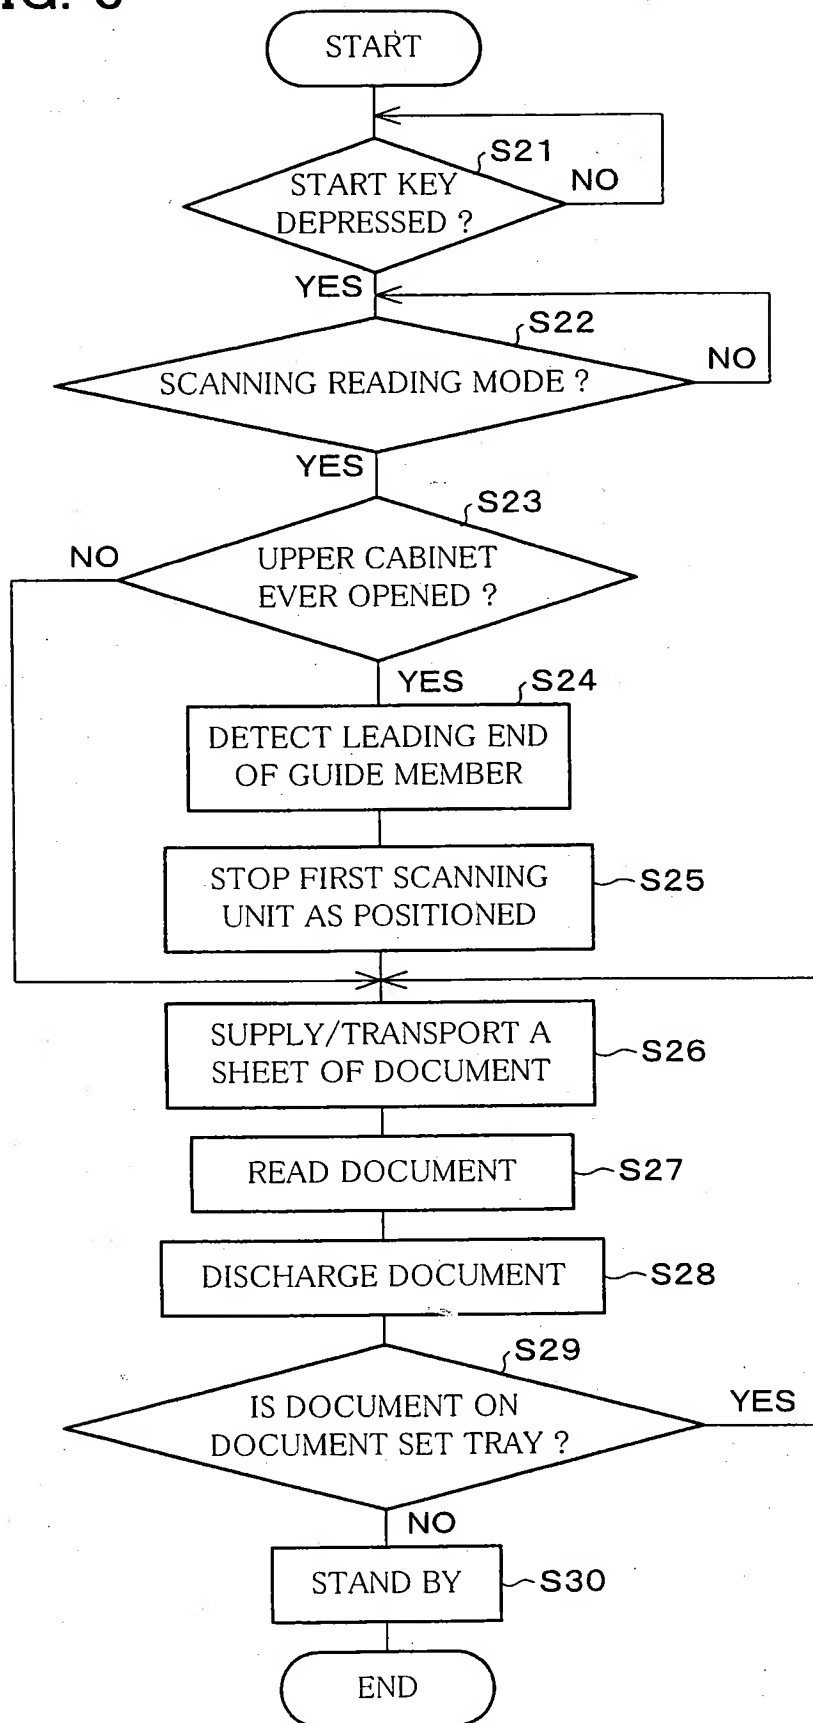 START
S21
START KEY
DEPRESSED ?
NO
YES
S22
SCANNING READING MODE ?
NO
YES
S23
UPPER CABINET
EVER OPENED ?
NO
YES
S24
DETECT LEADING END
OF GUIDE MEMBER
STOP FIRST SCANNING
UNIT AS POSITIONED
S25
SUPPLY/TRANSPORT A
SHEET OF DOCUMENT
S26
READ DOCUMENT
S27
DISCHARGE DOCUMENT
S28
S29
IS DOCUMENT ON
DOCUMENT SET TRAY ?
YES
NO
STAND BY
S30
END